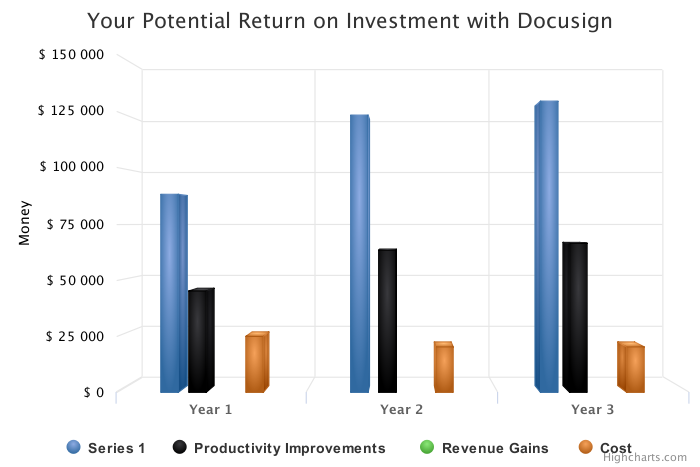 Your Potential Return on Investment with Docusign
Money
$ 150 000
$ 125 000
$ 100 000
$ 75 000
$ 50 000
$ 25 000
$ 0
Year 1
Year 2
Year 3
Series 1
Productivity Improvements
Revenue Gains
Cost
Highcharts.com